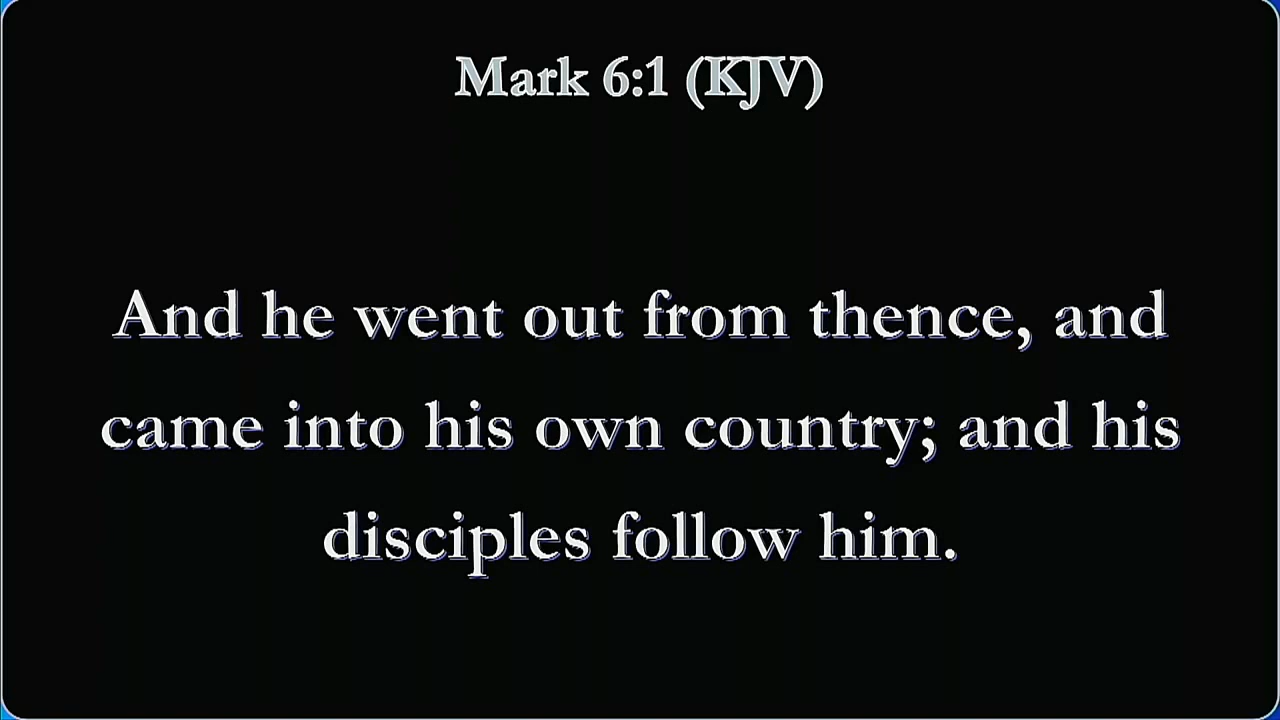 Mark 6:1 (KJV)
And he went out from thence, and
came into his own country; and his
disciples follow him.